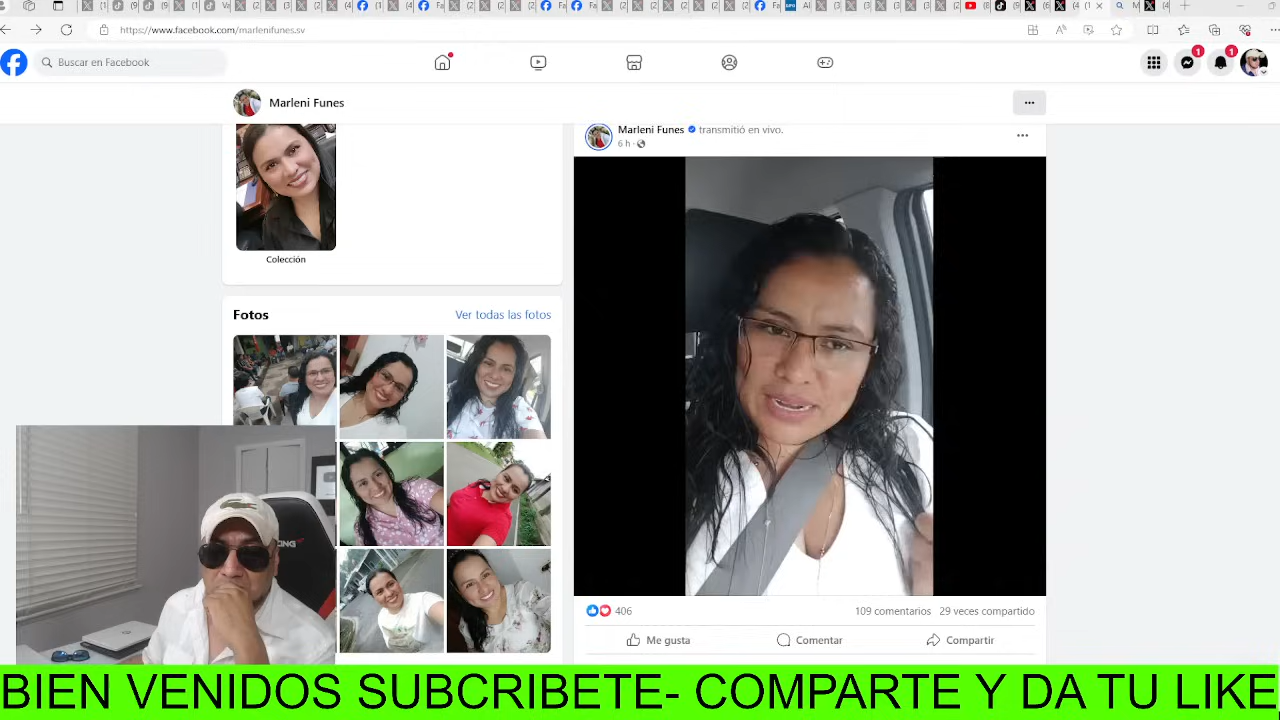 https://www.facebook.com/marlenifunes.sv
Buscar en Facebook
1
1
Marleni Funes
Marleni Funes transmitió en vivo.
6 h ·
Colección
Fotos
Ver todas las fotos
406
109 comentarios 29 veces compartido
Me gusta
Comentar
Compartir
BIEN VENIDOS SUBCRIBETE- COMPARTE Y DA TU LIKE